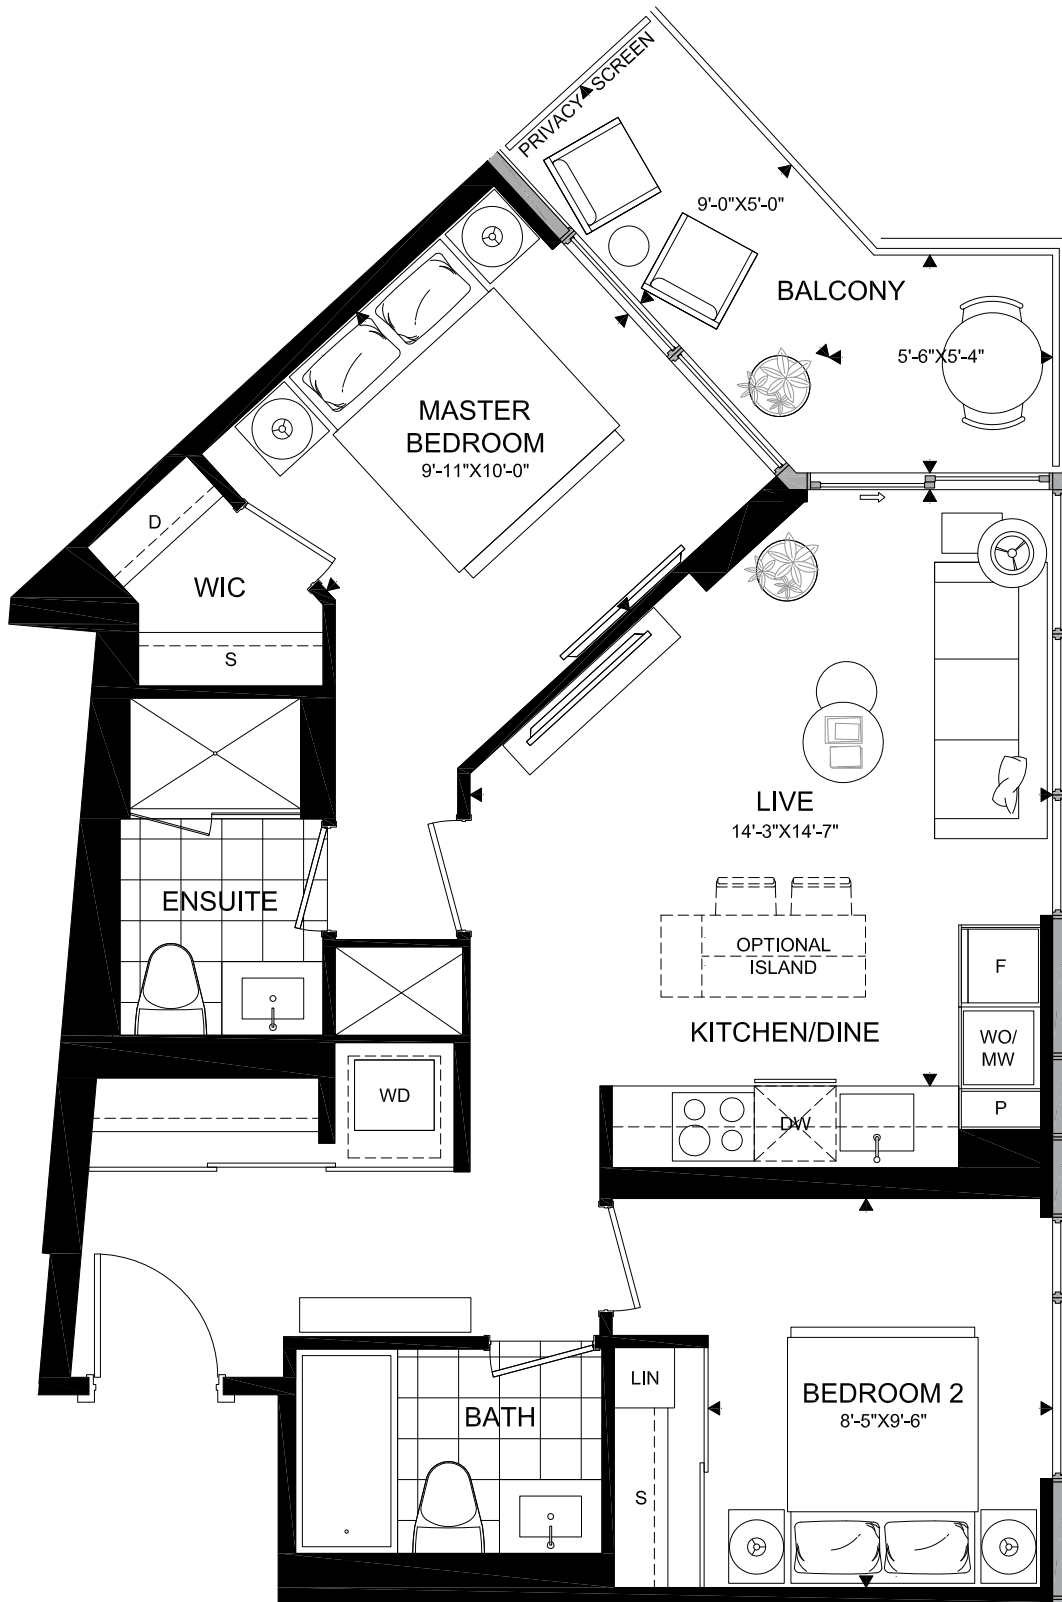 PRIVACY SCREEN
9'-0"X5'-0"
BALCONY
5'-6"X5'-4"
MASTER
BEDROOM
9'-11"X10'-0"
D
WIC
S
LIVE
14'-3"X14'-7"
ENSUITE
OPTIONAL
ISLAND
F
KITCHEN/DINE
WO/
MW
WD
P
DW
LIN
BEDROOM 2
8'-5"X9'-6"
BATH
S